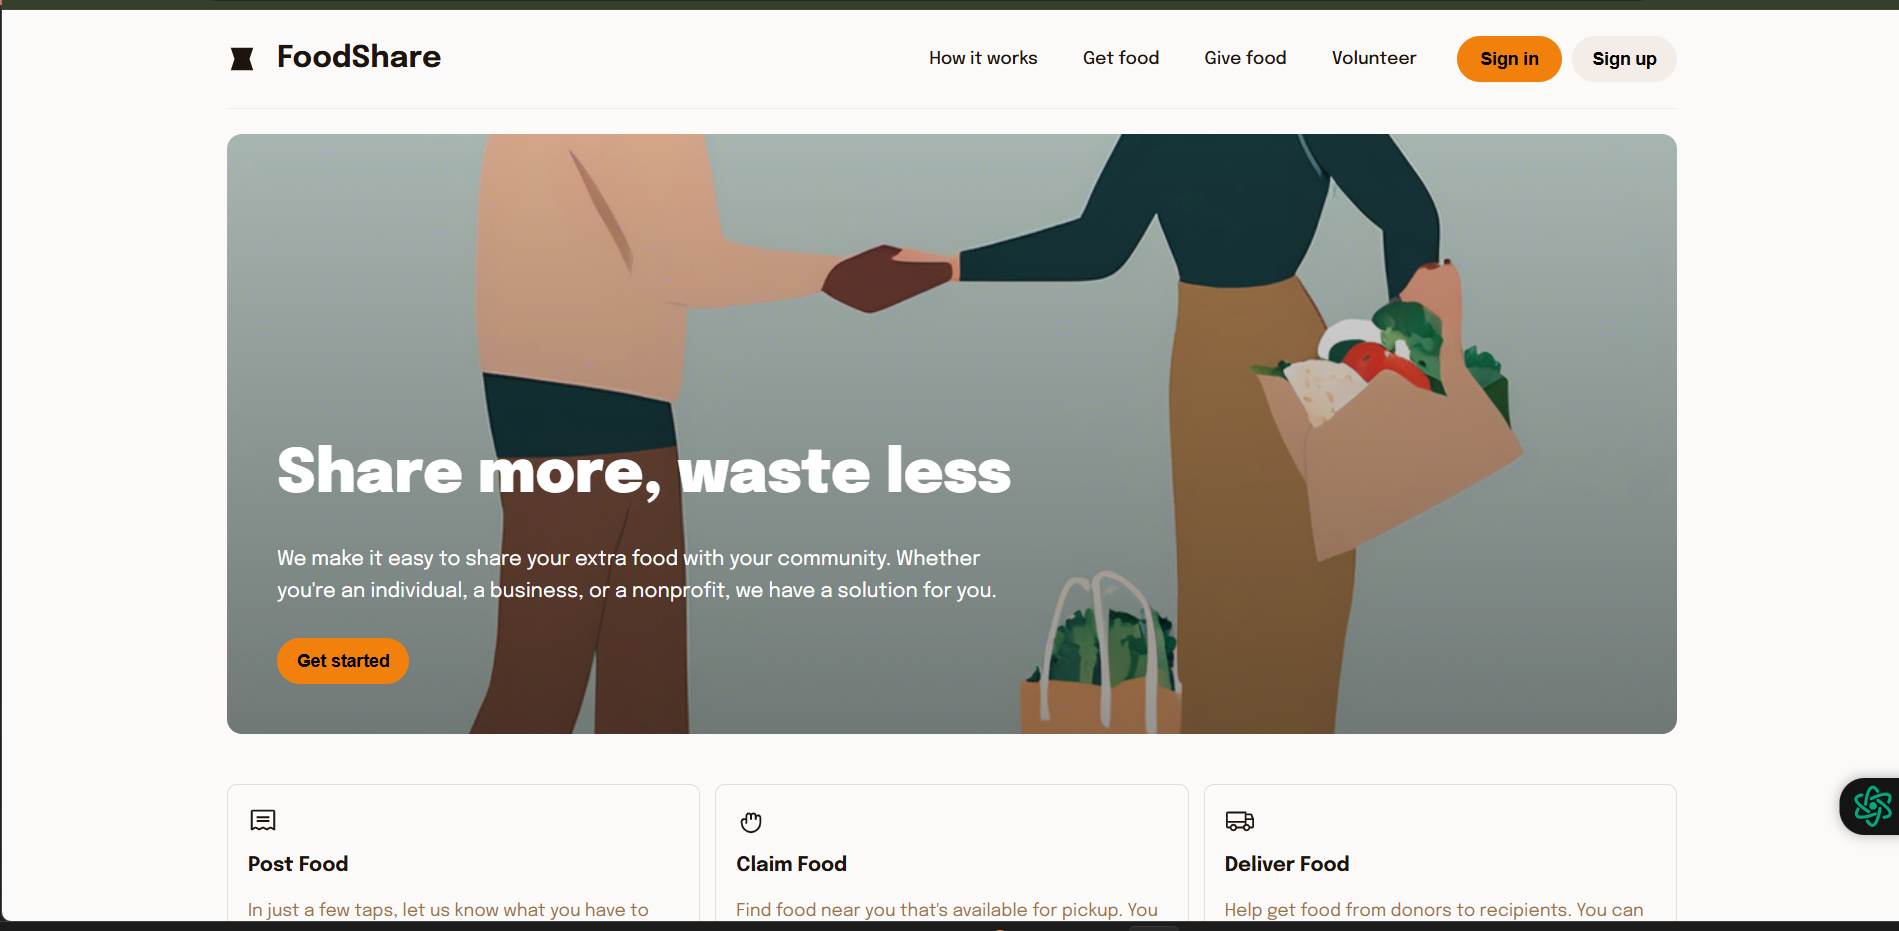 FoodShare
How it works
Get food
Give food
Volunteer
Sign in
Sign up
Share more, waste less
We make it easy to share your extra food with your community. Whether
you're an individual, a business, or a nonprofit, we have a solution for you.
Get started
Post Food
In just a few taps, let us know what you have to
Claim Food
Find food near you that's available for pickup. You
Deliver Food
Help get food from donors to recipients. You can